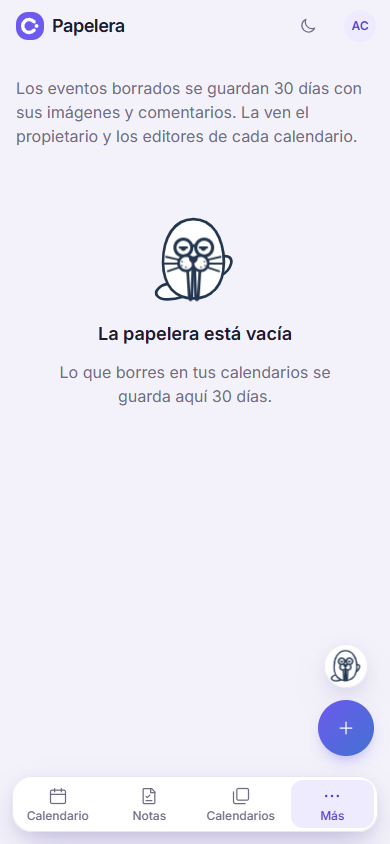 Papelera
AC
Los eventos borrados se guardan 30 días con
sus imágenes y comentarios. La ven el
propietario y los editores de cada calendario.
La papelera está vacía
Lo que borres en tus calendarios se
guarda aquí 30 días.
Calendario
Notas
Calendarios
Más